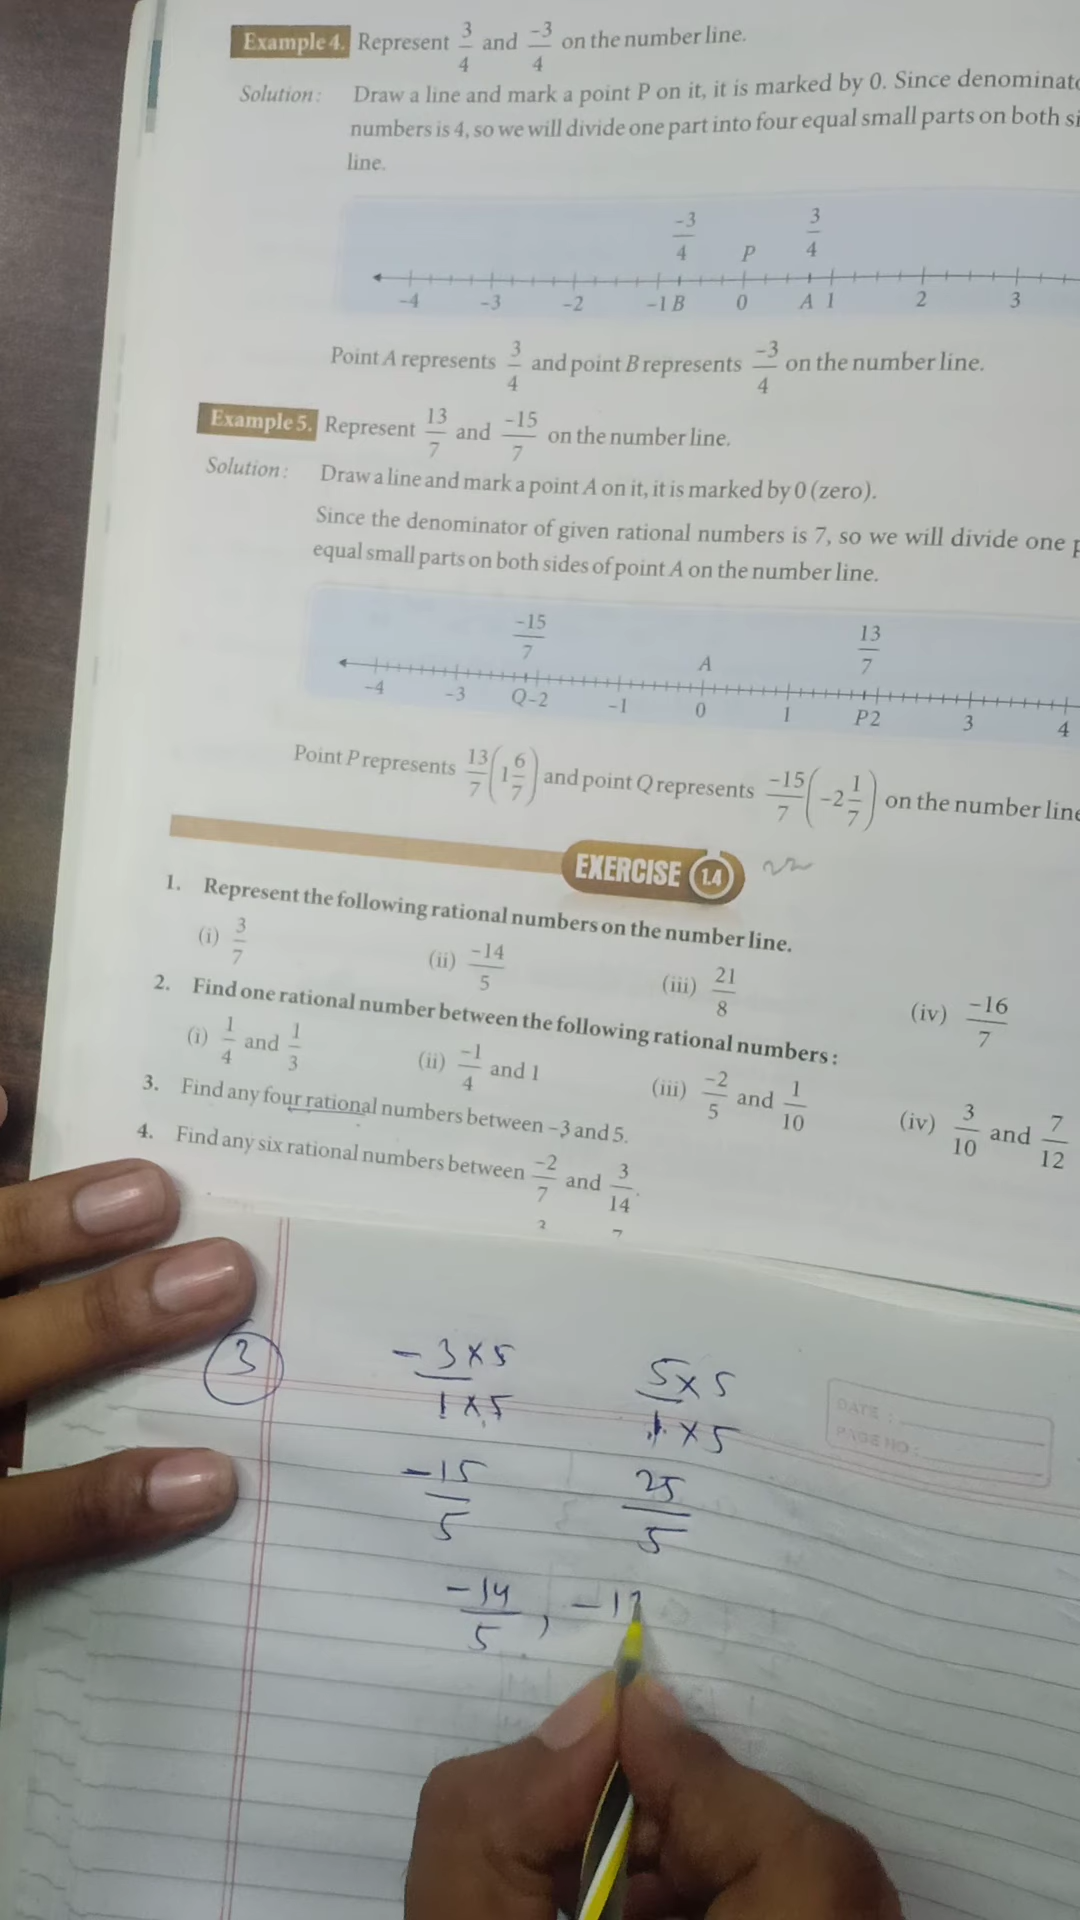 Example 4. Represent 3/4 and -3/4 on the number line.
Solution: Draw a line and mark a point P on it, it is marked by 0. Since
numbers is 4, so we will divide one part into four equal small parts on both
line.
-3/4 P 3/4
-4 -3 -2 -1 B 0 A 1 2 3
Point A represents 3/4 and point B represents -3/4 on the number line.
Example 5. Represent 13/7 and -15/7 on the number line.
Solution: Draw a line and mark a point A on it, it is marked by 0 (zero).
Since the denominator of given rational numbers is 7, so we will divide one
equal small parts on both sides of point A on the number line.
-15/7 A 13/7
-4 -3 Q-2 -1 0 1 P2 3 4
Point P represents 13/7 (1 6/7) and point Q represents -15/7 (-2 1/7) on the number
EXERCISE 1.4
1. Represent the following rational numbers on the number line.
(i) 3/7 (ii) -14/5 (iii) 21/8 (iv) -16/7
2. Find one rational number between the following rational numbers:
(i) 1/4 and 1/3 (ii) -1/4 and 1 (iii) -2/5 and 1/10 (iv) 3/10 and 7/12
3. Find any four rational numbers between -3 and 5.
4. Find any six rational numbers between -2/7 and 3/14.
3 -3×5/1×5 5×5/1×5
DATE :
PAGE NO :
-15/5 25/5
-14/5 ,